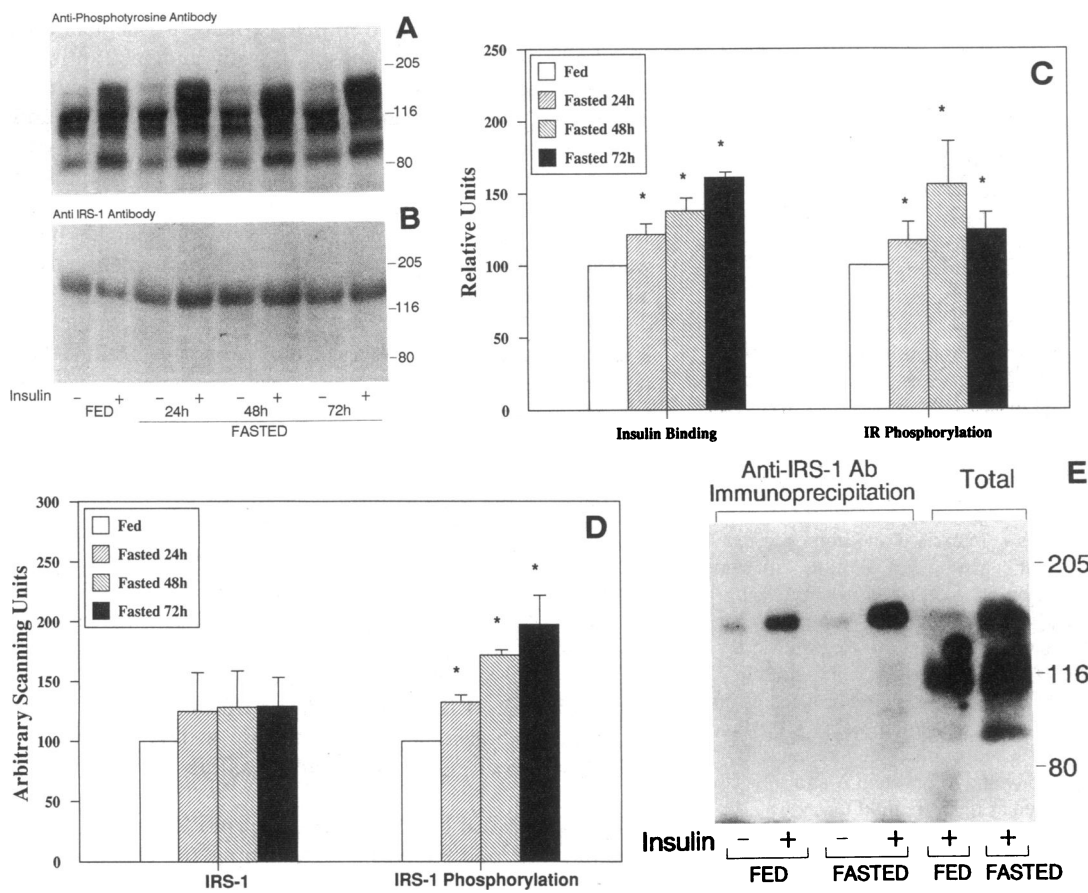 Anti-Phosphotyrosine Antibody
A
-205
-116
-80
Anti IRS-1 Antibody
B
-205
-116
-80
Insulin - + - + - + - +
FED 24h 48h 72h
FASTED
C
250
200
150
100
50
0
Relative Units
Fed
Fasted 24h
Fasted 48h
Fasted 72h
* * * * * *
Insulin Binding IR Phosphorylation
D
300
250
200
150
100
50
0
Arbitrary Scanning Units
Fed
Fasted 24h
Fasted 48h
Fasted 72h
* * *
IRS-1 IRS-1 Phosphorylation
E
Anti-IRS-1 Ab
Immunoprecipitation
Total
-205
-116
-80
Insulin - + - + + +
FED FASTED FED FASTED